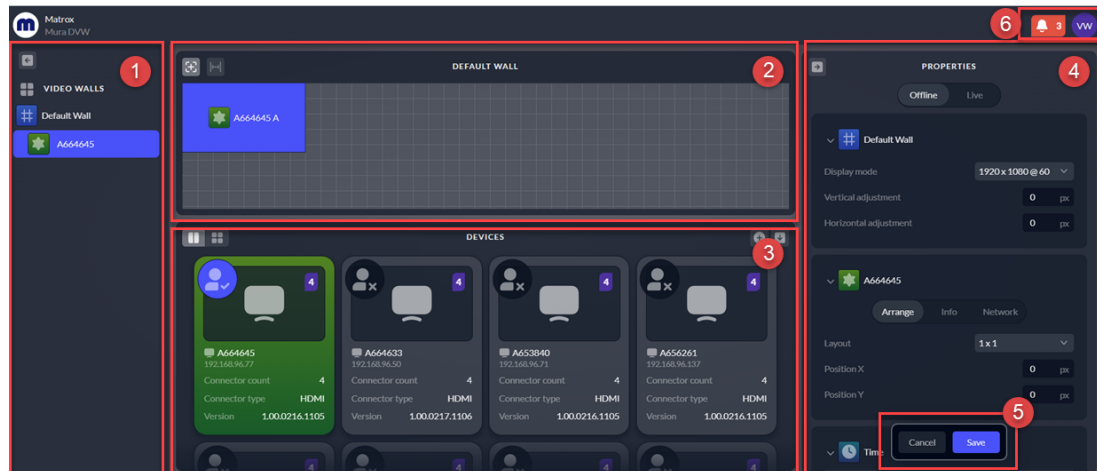 Matrox
Mura DVW
6
3
VW
1
VIDEO WALLS
Default Wall
A664645
DEFAULT WALL
2
A664645 A
DEVICES
3
4
A664645
192.168.96.77
Connector count 4
Connector type HDMI
Version 1.00.0216.1105
4
A664633
192.168.96.50
Connector count 4
Connector type HDMI
Version 1.00.0217.1106
4
A653840
192.168.96.71
Connector count 4
Connector type HDMI
Version 1.00.0216.1105
4
A656261
192.168.96.137
Connector count 4
Connector type HDMI
Version 1.00.0216.1105
4
4
4
4
PROPERTIES
4
Offline Live
Default Wall
Display mode 1920 x 1080 @ 60
Vertical adjustment 0 px
Horizontal adjustment 0 px
A664645
Arrange Info Network
Layout 1 x 1
Position X 0 px
Position Y 0 px
5
Cancel Save
Time